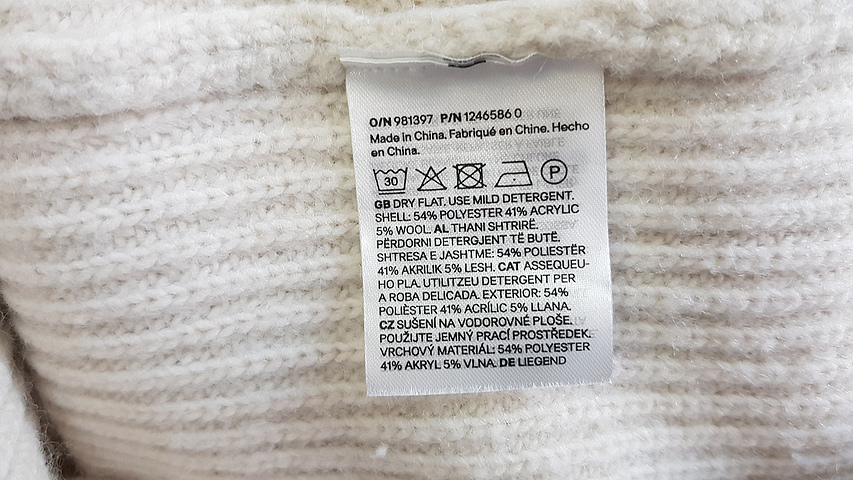 O/N 981397 P/N 1246586 0
Made in China. Fabriqué en Chine. Hecho
en China.
30 P
GB DRY FLAT. USE MILD DETERGENT.
SHELL: 54% POLYESTER 41% ACRYLIC
5% WOOL. AL THANI SHTRIRË.
PËRDORNI DETERGJENT TË BUTË.
SHTRESA E JASHTME: 54% POLIESTËR
41% AKRILIK 5% LESH. CAT ASSEQUEU-
HO PLA. UTILITZEU DETERGENT PER
A ROBA DELICADA. EXTERIOR: 54%
POLIÈSTER 41% ACRÍLIC 5% LLANA.
CZ SUŠENÍ NA VODOROVNÉ PLOŠE.
POUŽIJTE JEMNÝ PRACÍ PROSTŘEDEK.
VRCHOVÝ MATERIÁL: 54% POLYESTER
41% AKRYL 5% VLNA. DE LIEGEND